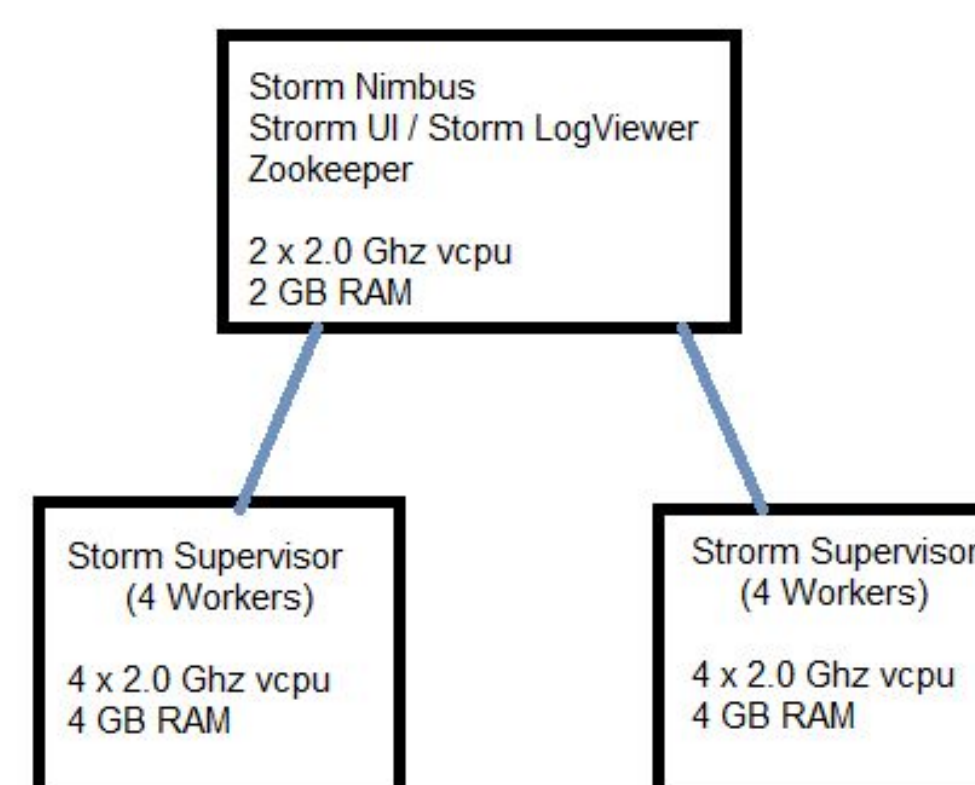 Storm Nimbus
Strorm UI / Storm LogViewer
Zookeeper
2 x 2.0 Ghz vcpu
2 GB RAM
Storm Supervisor
(4 Workers)
4 x 2.0 Ghz vcpu
4 GB RAM
Strorm Supervisor
(4 Workers)
4 x 2.0 Ghz vcpu
4 GB RAM